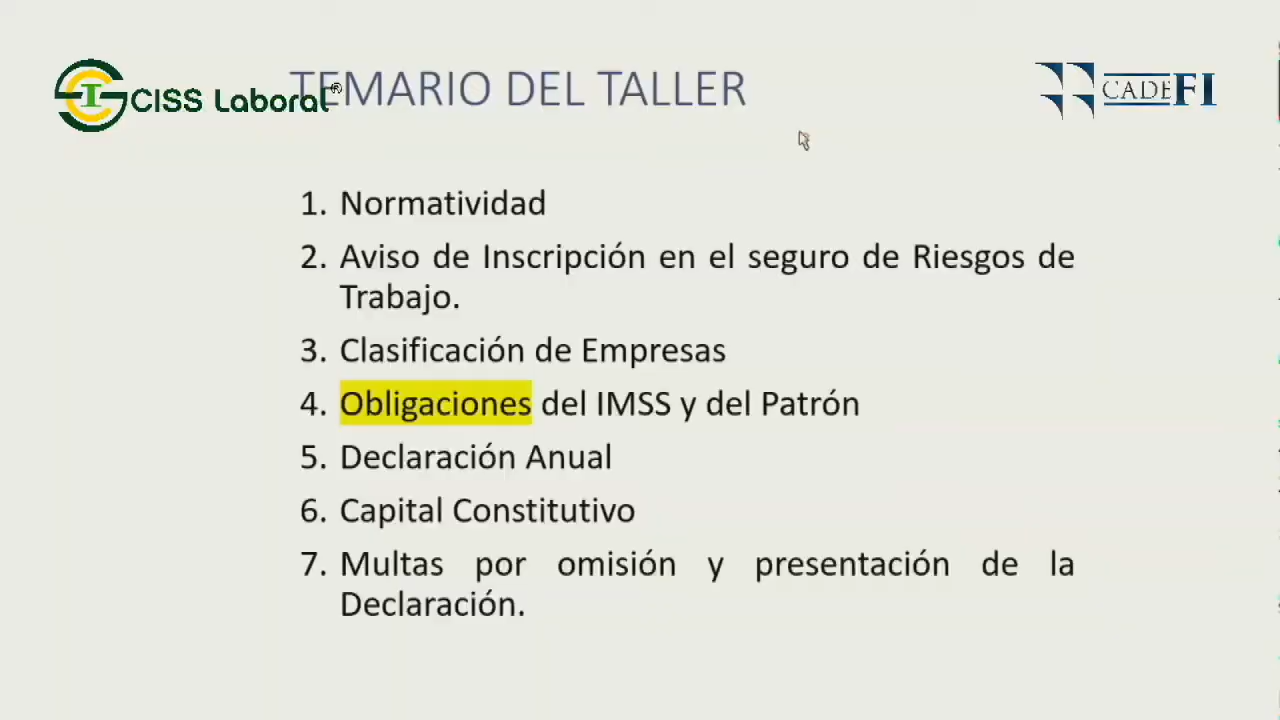 TEMARIO DEL TALLER
CISS Laboral®
CADEFI
1. Normatividad
2. Aviso de Inscripción en el seguro de Riesgos de
Trabajo.
3. Clasificación de Empresas
4. Obligaciones del IMSS y del Patrón
5. Declaración Anual
6. Capital Constitutivo
7. Multas por omisión y presentación de la
Declaración.